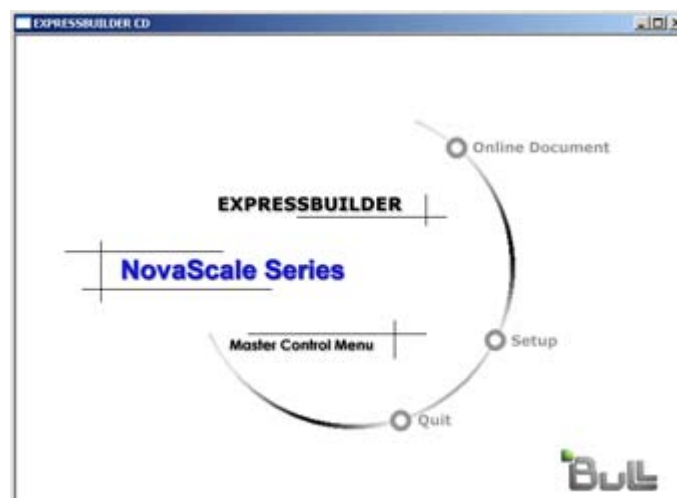 EXPRESSBUILDER CD
Online Document
EXPRESSBUILDER
NovaScale Series
Master Control Menu
Setup
Quit
Bull